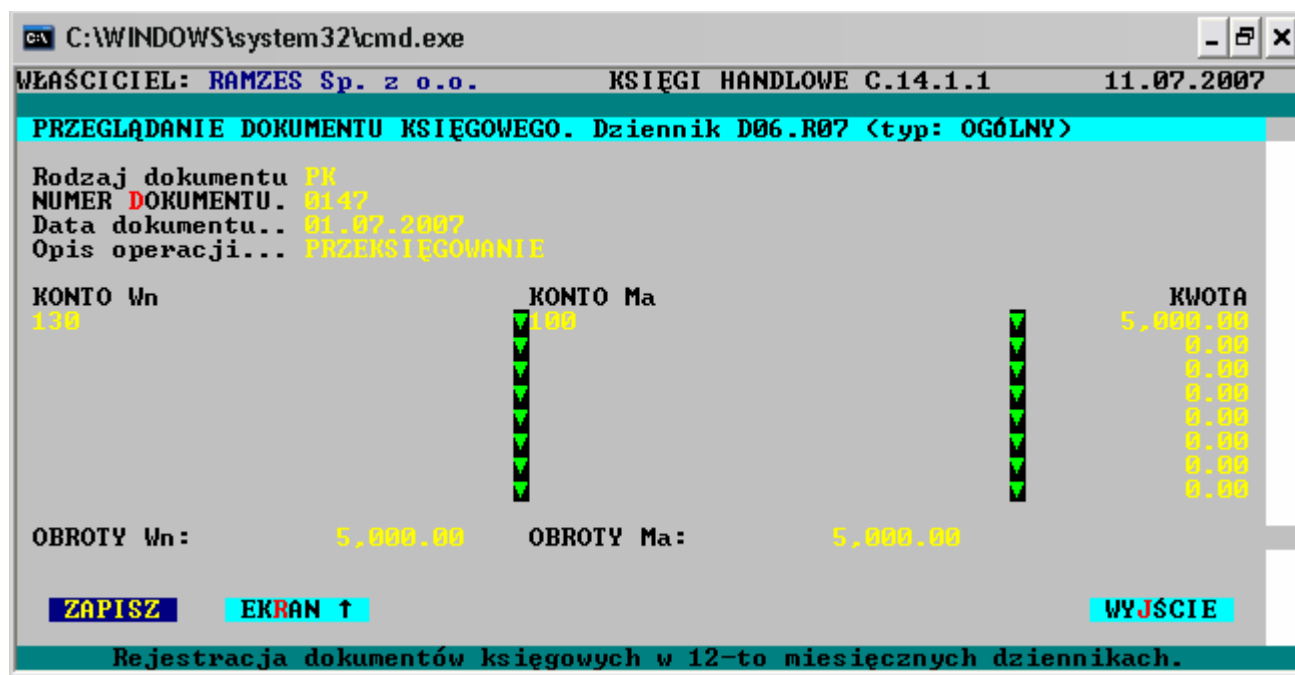 C:\WINDOWS\system32\cmd.exe
WŁAŚCICIEL: RAMZES Sp. z o.o. KSIĘGI HANDLOWE C.14.1.1 11.07.2007
PRZEGLĄDANIE DOKUMENTU KSIĘGOWEGO. Dziennik D06.R07 (typ: OGÓLNY)
Rodzaj dokumentu PK
NUMER DOKUMENTU. 0147
Data dokumentu.. 01.07.2007
Opis operacji... PRZEKSIĘGOWANIE
KONTO Wn KONTO Ma KWOTA
130 ▼100 ▼ 5,000.00
▼ ▼ 0.00
▼ ▼ 0.00
▼ ▼ 0.00
▼ ▼ 0.00
▼ ▼ 0.00
▼ ▼ 0.00
▼ ▼ 0.00
OBROTY Wn: 5,000.00 OBROTY Ma: 5,000.00
ZAPISZ EKRAN ↑ WYJŚCIE
Rejestracja dokumentów księgowych w 12-to miesięcznych dziennikach.